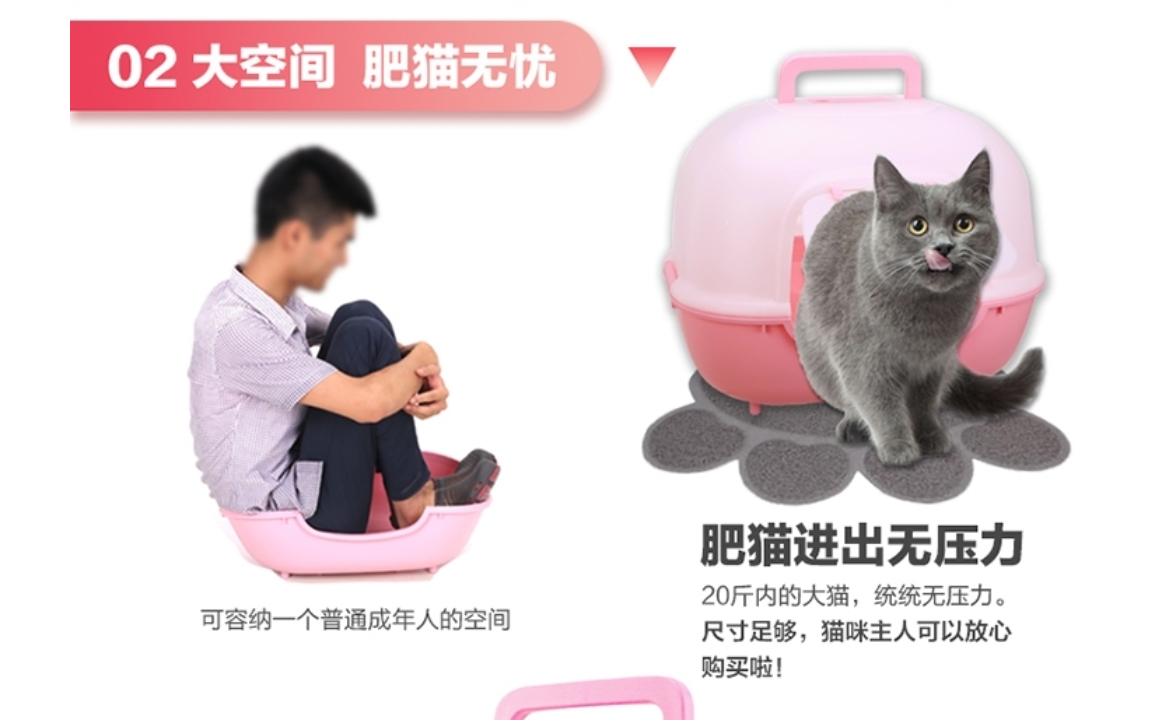 02 大空间 肥猫无忧
可容纳一个普通成年人的空间
肥猫进出无压力
20斤内的大猫，统统无压力。
尺寸足够，猫咪主人可以放心
购买啦！